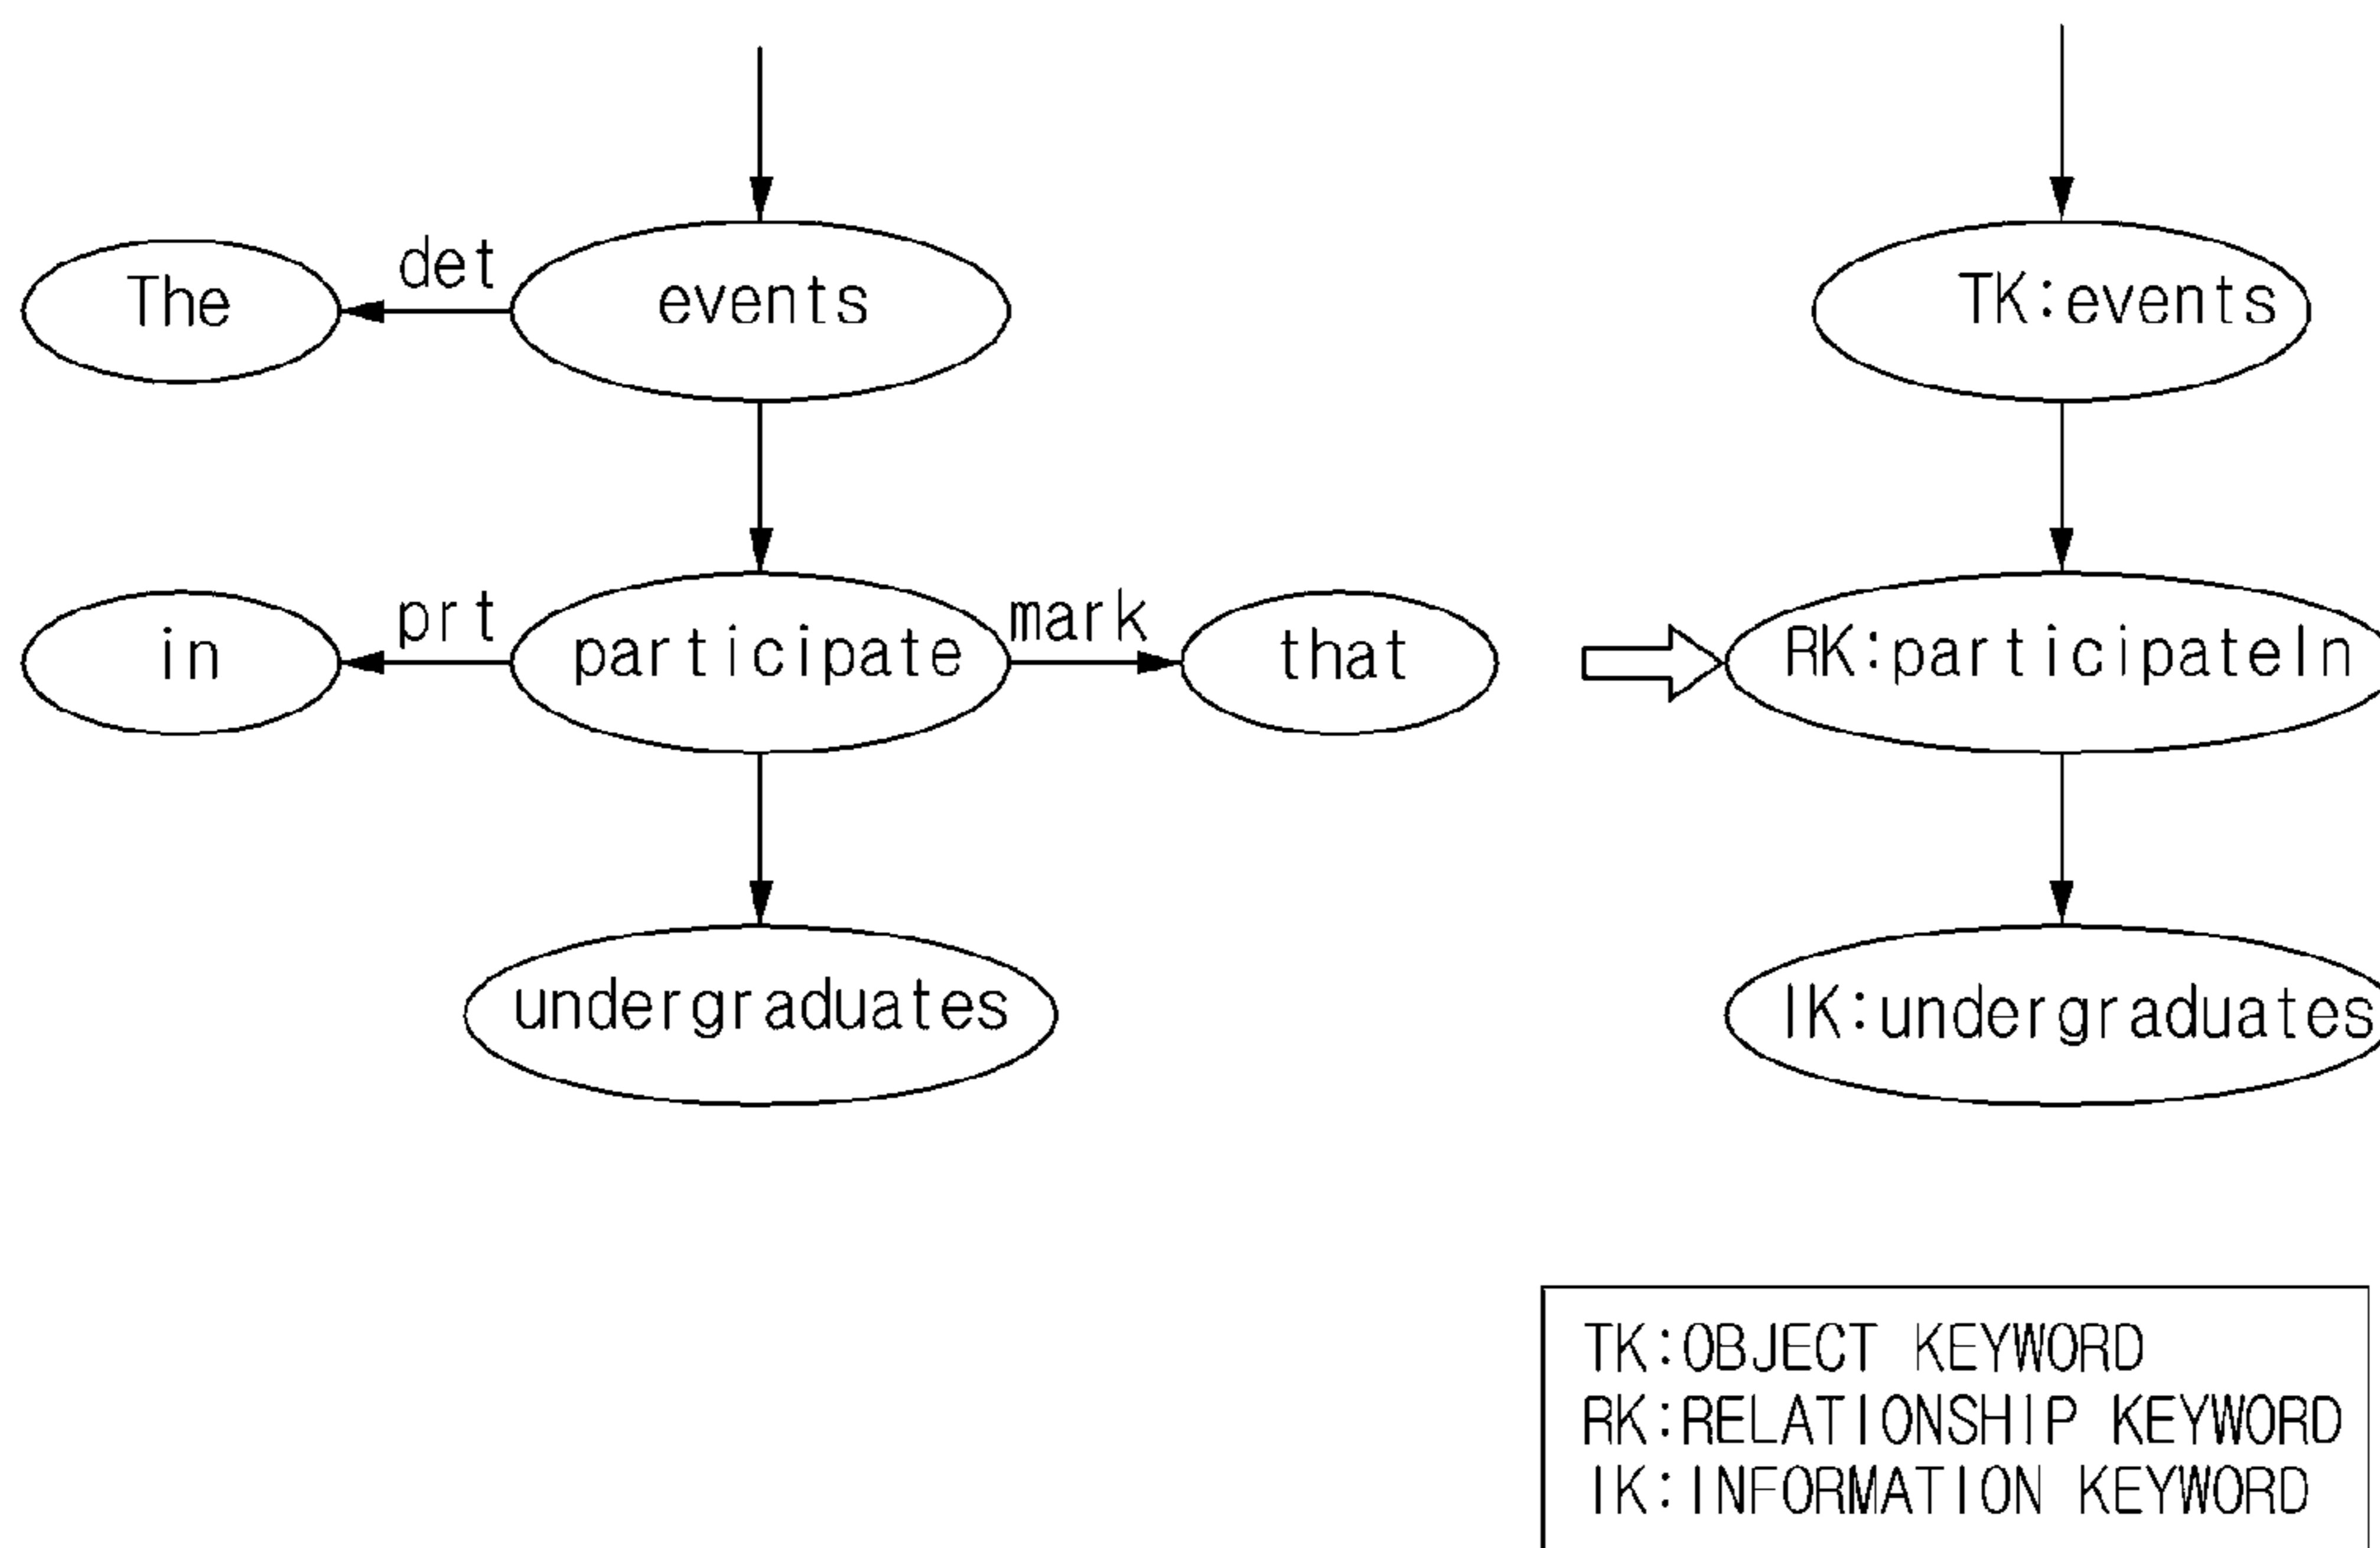 The
det
events
in
prt
participate
mark
that
undergraduates
TK:events
RK:participateIn
IK:undergraduates
TK:OBJECT KEYWORD
RK:RELATIONSHIP KEYWORD
IK:INFORMATION KEYWORD